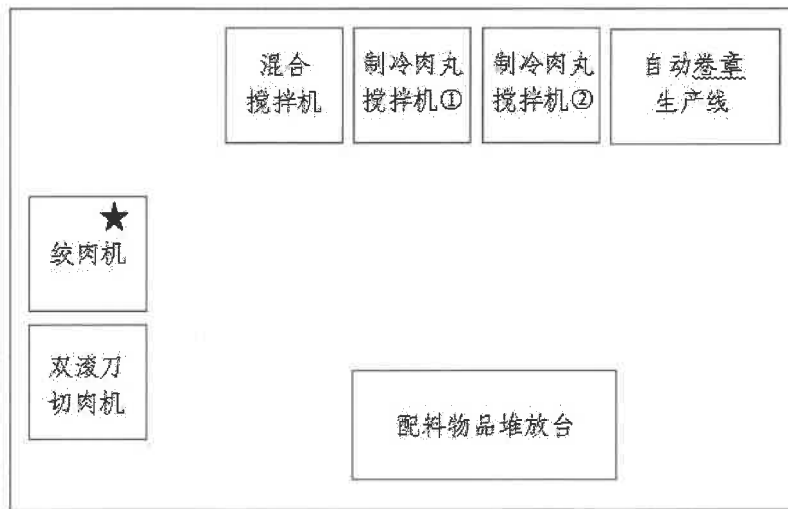 混合
搅拌机
制冷肉丸
搅拌机①
制冷肉丸
搅拌机②
自动卷章
生产线
绞肉机
双滚刀
切肉机
配料物品堆放台